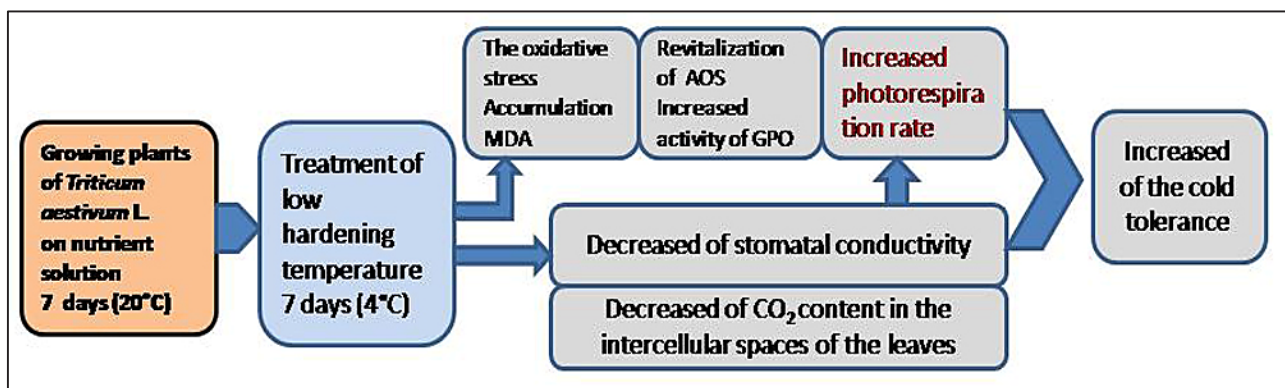 Growing plants
of Triticum
aestivum L.
on nutrient
solution
7 days (20°C)
Treatment of
low
hardening
temperature
7 days (4°C)
The oxidative
stress
Accumulation
MDA
Revitalization
of AOS
Increased
activity of GPO
Increased
photorespira
tion rate
Decreased of stomatal conductivity
Decreased of CO₂ content in the
intercellular spaces of the leaves
Increased
of the cold
tolerance